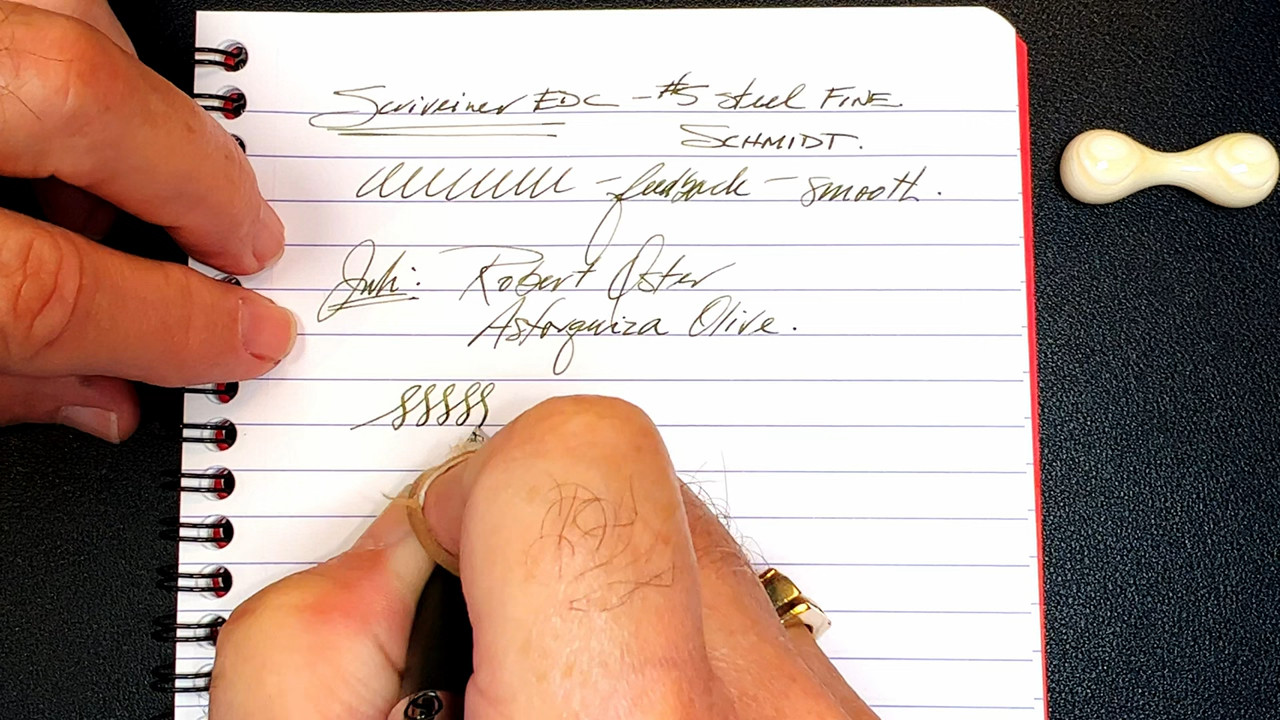 Scriveiner EDC - #5 steel FINE
SCHMIDT.
- feedback - smooth.
Ink: Robert Oster
Astorquiza Olive.